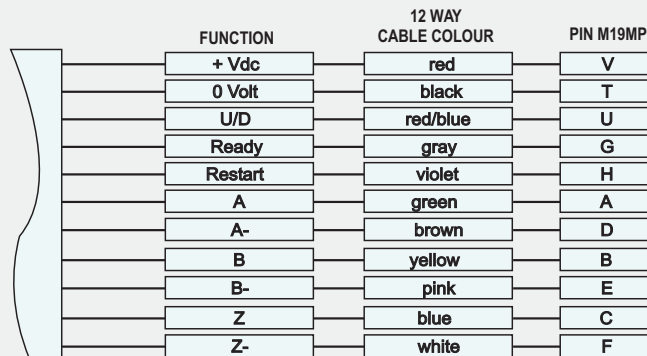 12 WAY
FUNCTION CABLE COLOUR PIN M19MP
+ Vdc red V
0 Volt black T
U/D red/blue U
Ready gray G
Restart violet H
A green A
A- brown D
B yellow B
B- pink E
Z blue C
Z- white F